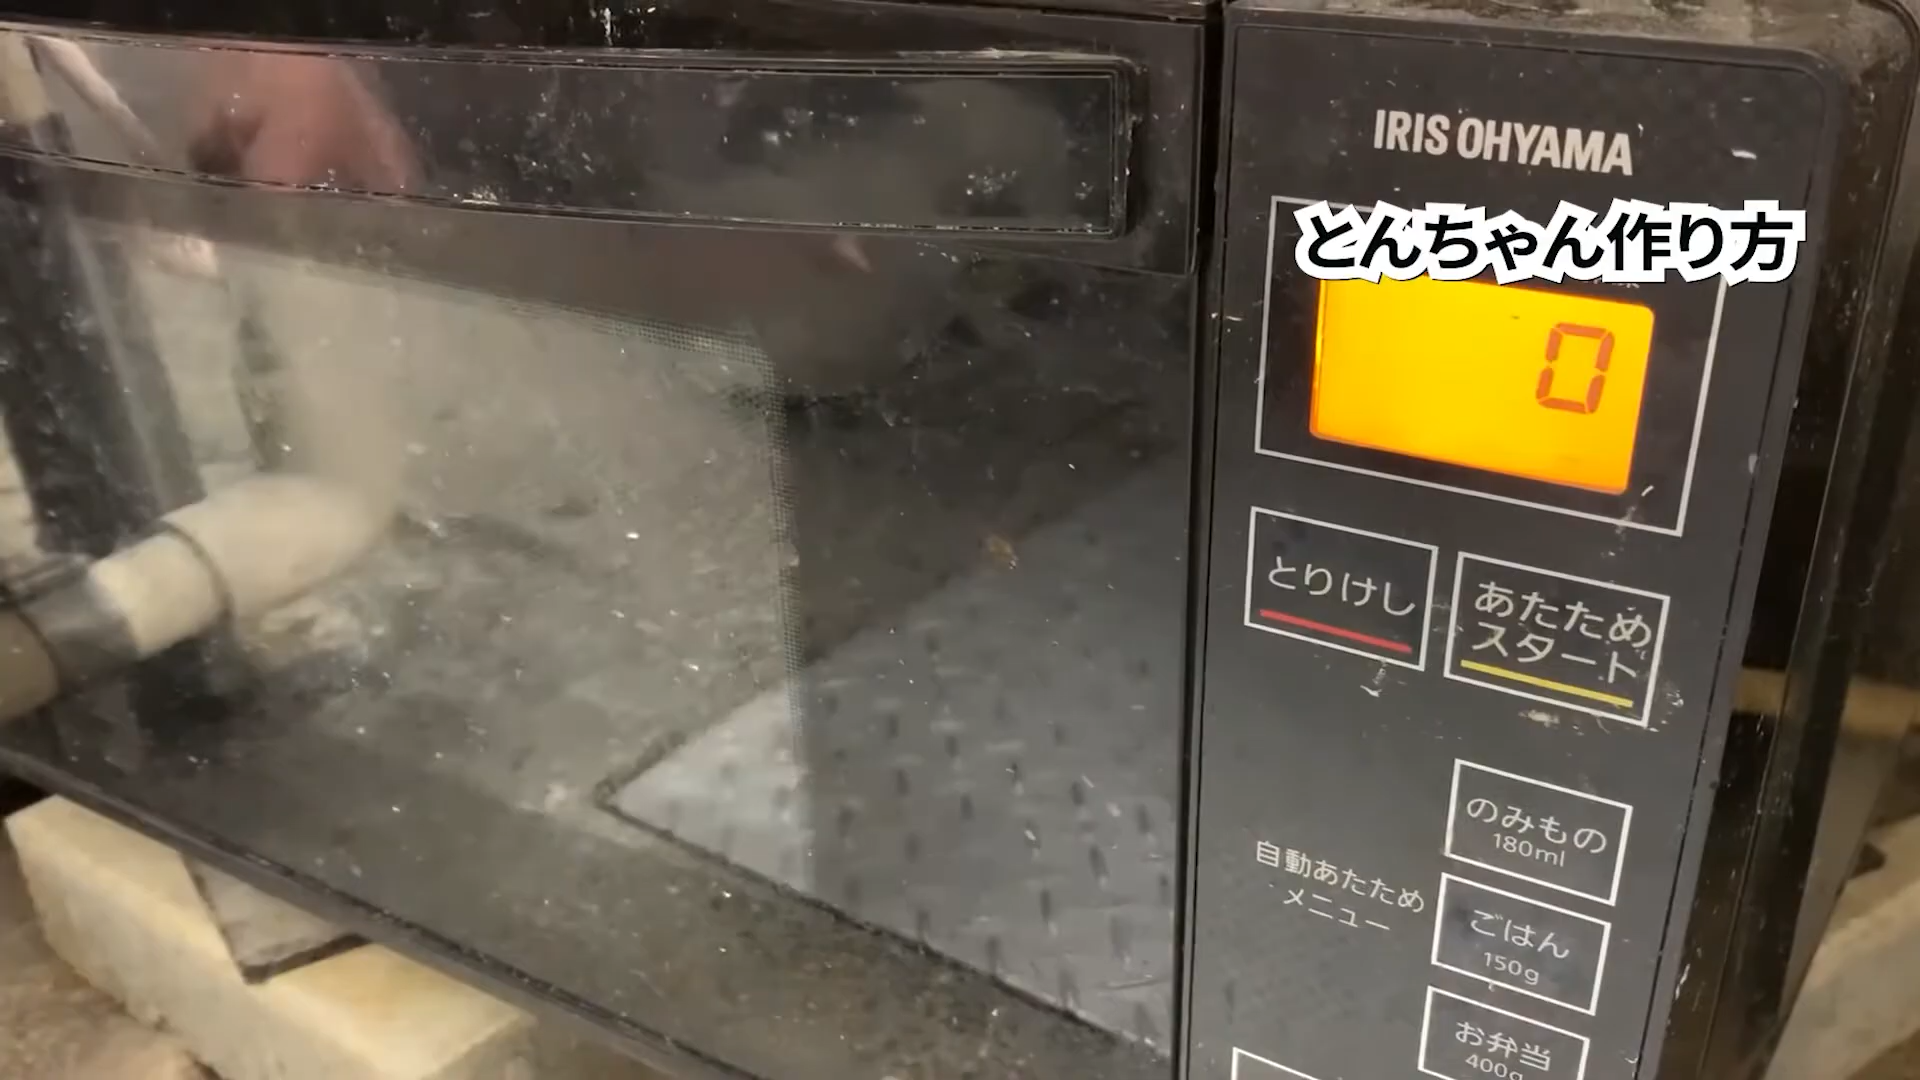 IRIS OHYAMA
とんちゃん作り方
0
とりけし
あたため
スタート
のみもの
180ml
自動あたため
メニュー
ごはん
150g
お弁当
400g